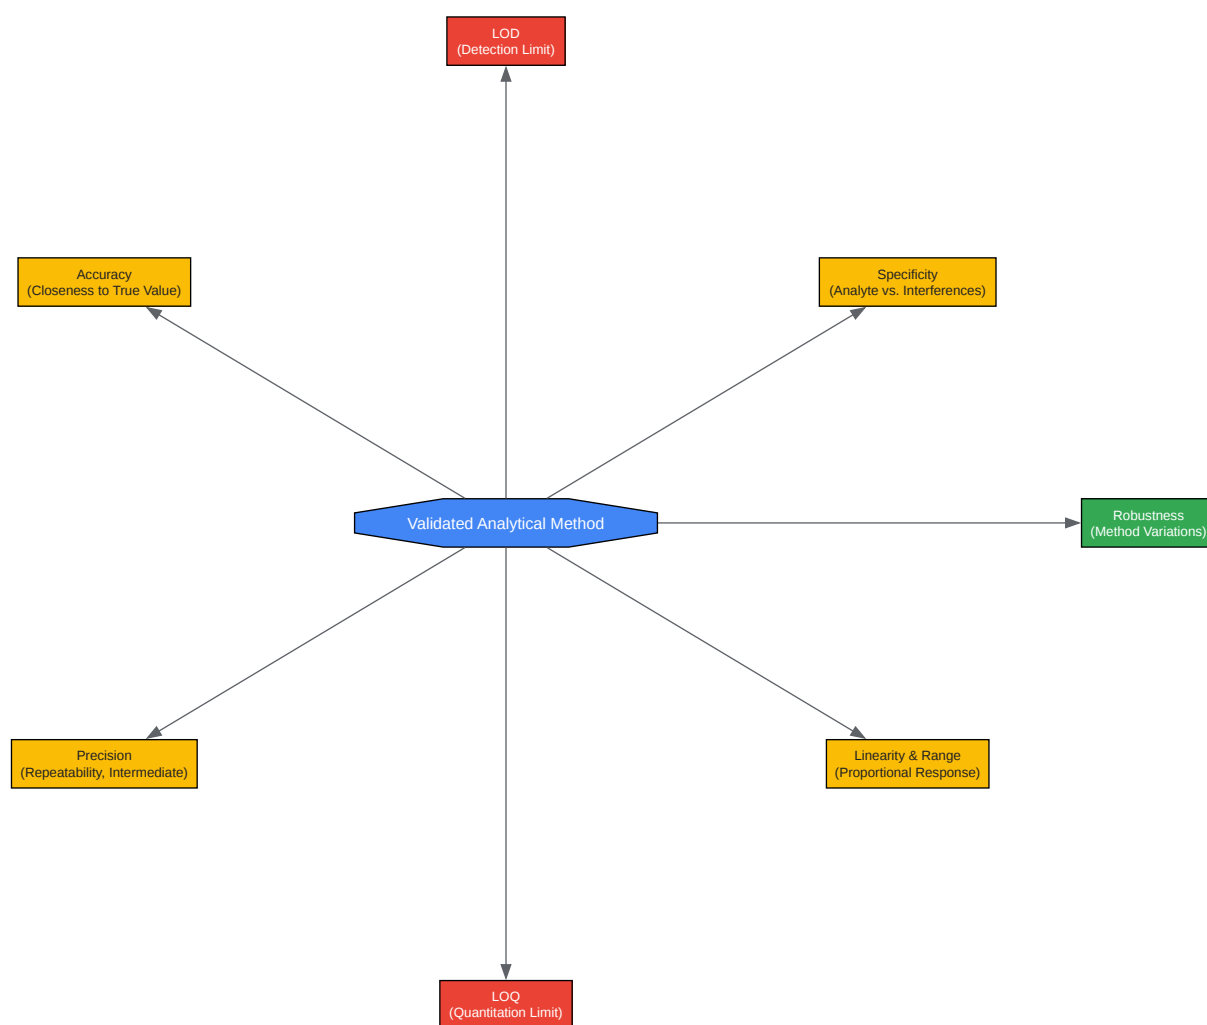 LOD
(Detection Limit)
Accuracy
(Closeness to True Value)
Specificity
(Analyte vs. Interferences)
Validated Analytical Method
Robustness
(Method Variations)
Precision
(Repeatability, Intermediate)
Linearity & Range
(Proportional Response)
LOQ
(Quantitation Limit)